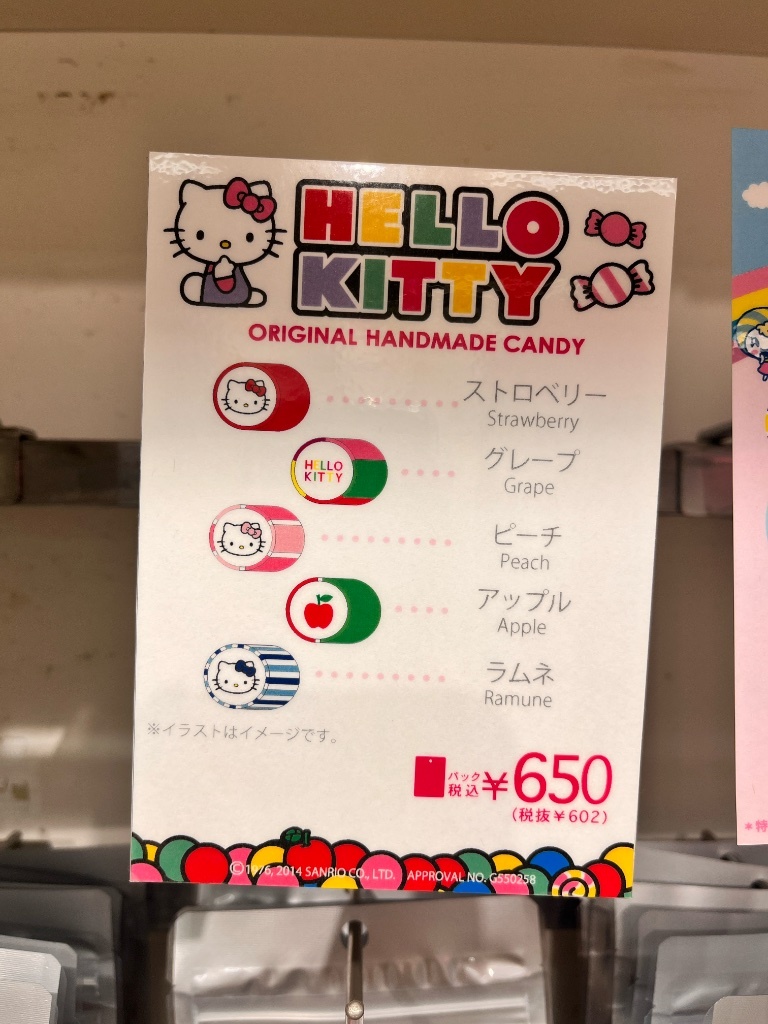 HELLO
KITTY
ORIGINAL HANDMADE CANDY
ストロベリー
Strawberry
HELLO
KITTY
グレープ
Grape
ピーチ
Peach
アップル
Apple
ラムネ
Ramune
※イラストはイメージです。
パック
税込 ¥650
(税抜¥602)
©1976, 2014 SANRIO CO., LTD. APPROVAL NO. G550258
*特